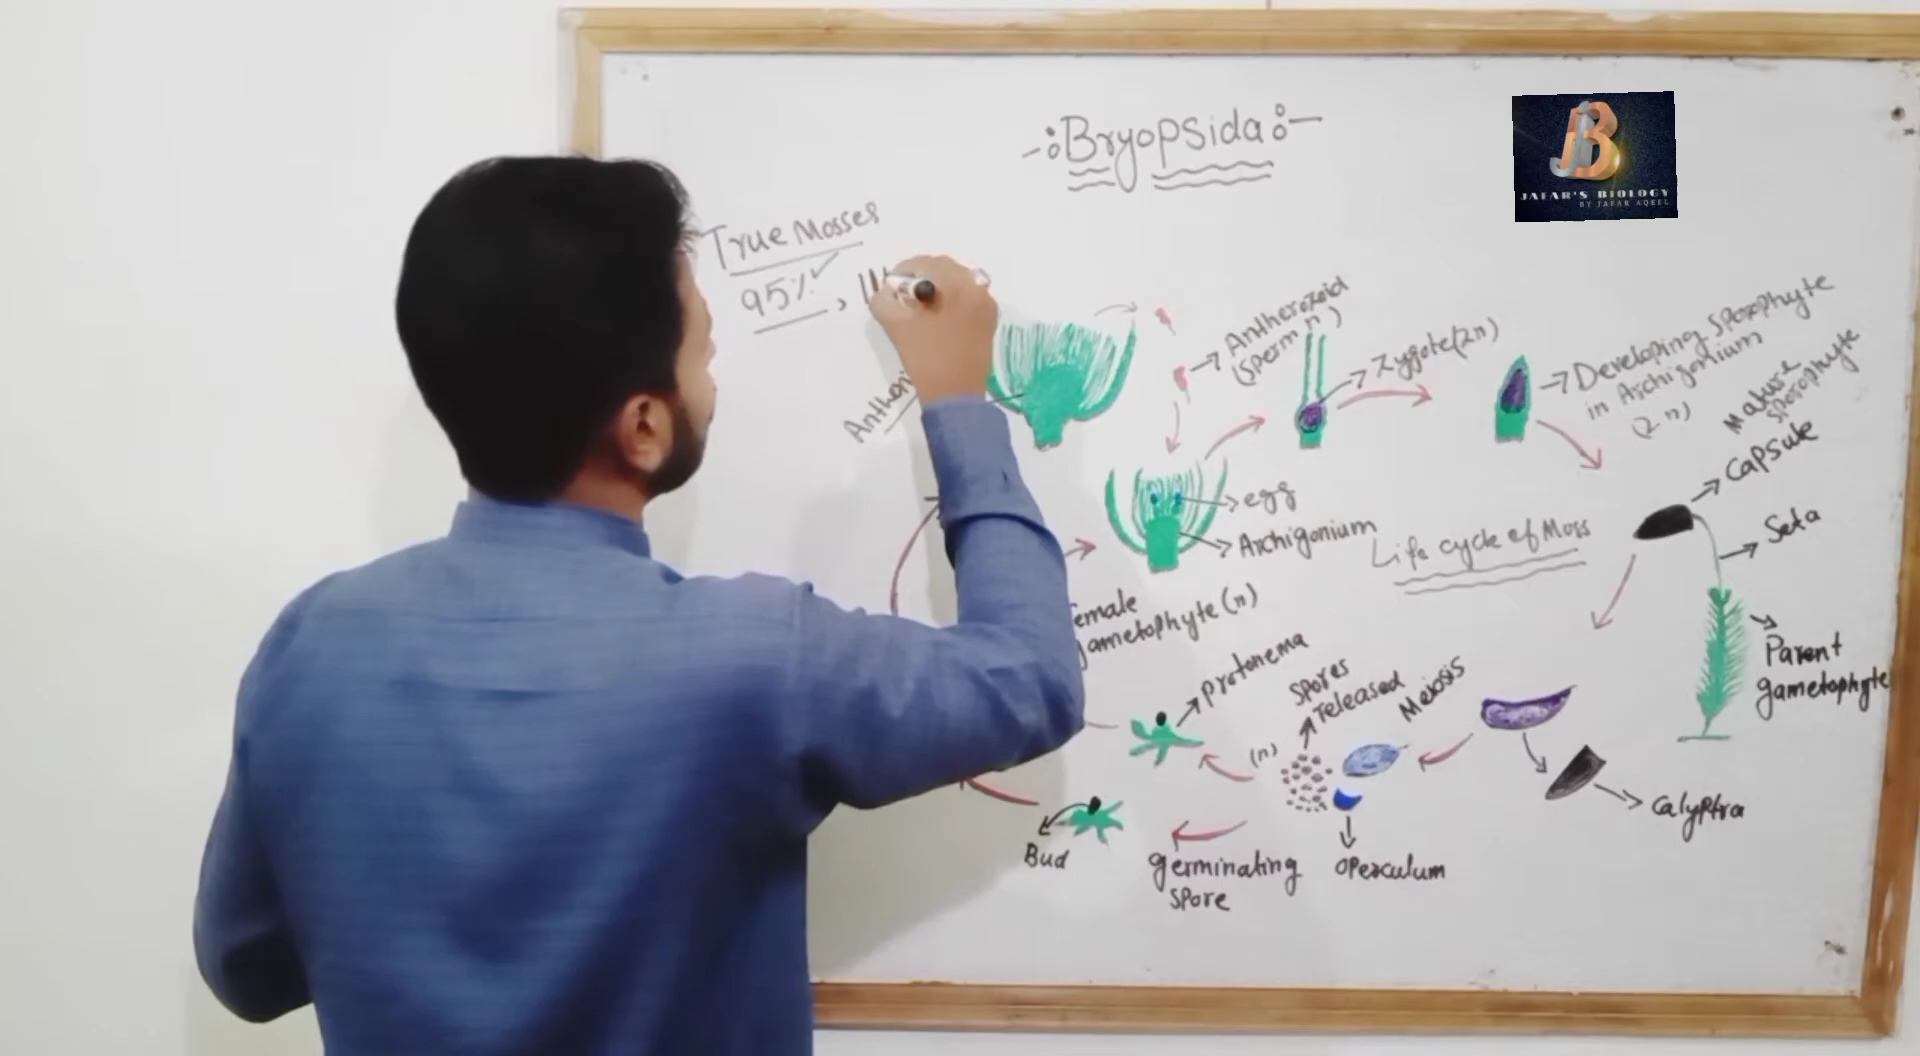 -:Bryopsida:-
JB
JAFAR'S BIOLOGY
BY JAFAR AQEEL
True Mosses
95%,
Antherozoid
(sperm n)
Zygote(2n)
Developing sporophyte
in Archigonium
(2n)
Mature
sporophyte
Capsule
Seta
egg
Archigonium
Life cycle of Moss
Parent
gametophyte
emale
gametophyte (n)
Protonema
Spores
released
Meiosis
(n)
Calyptra
Bud
germinating
spore
operculum